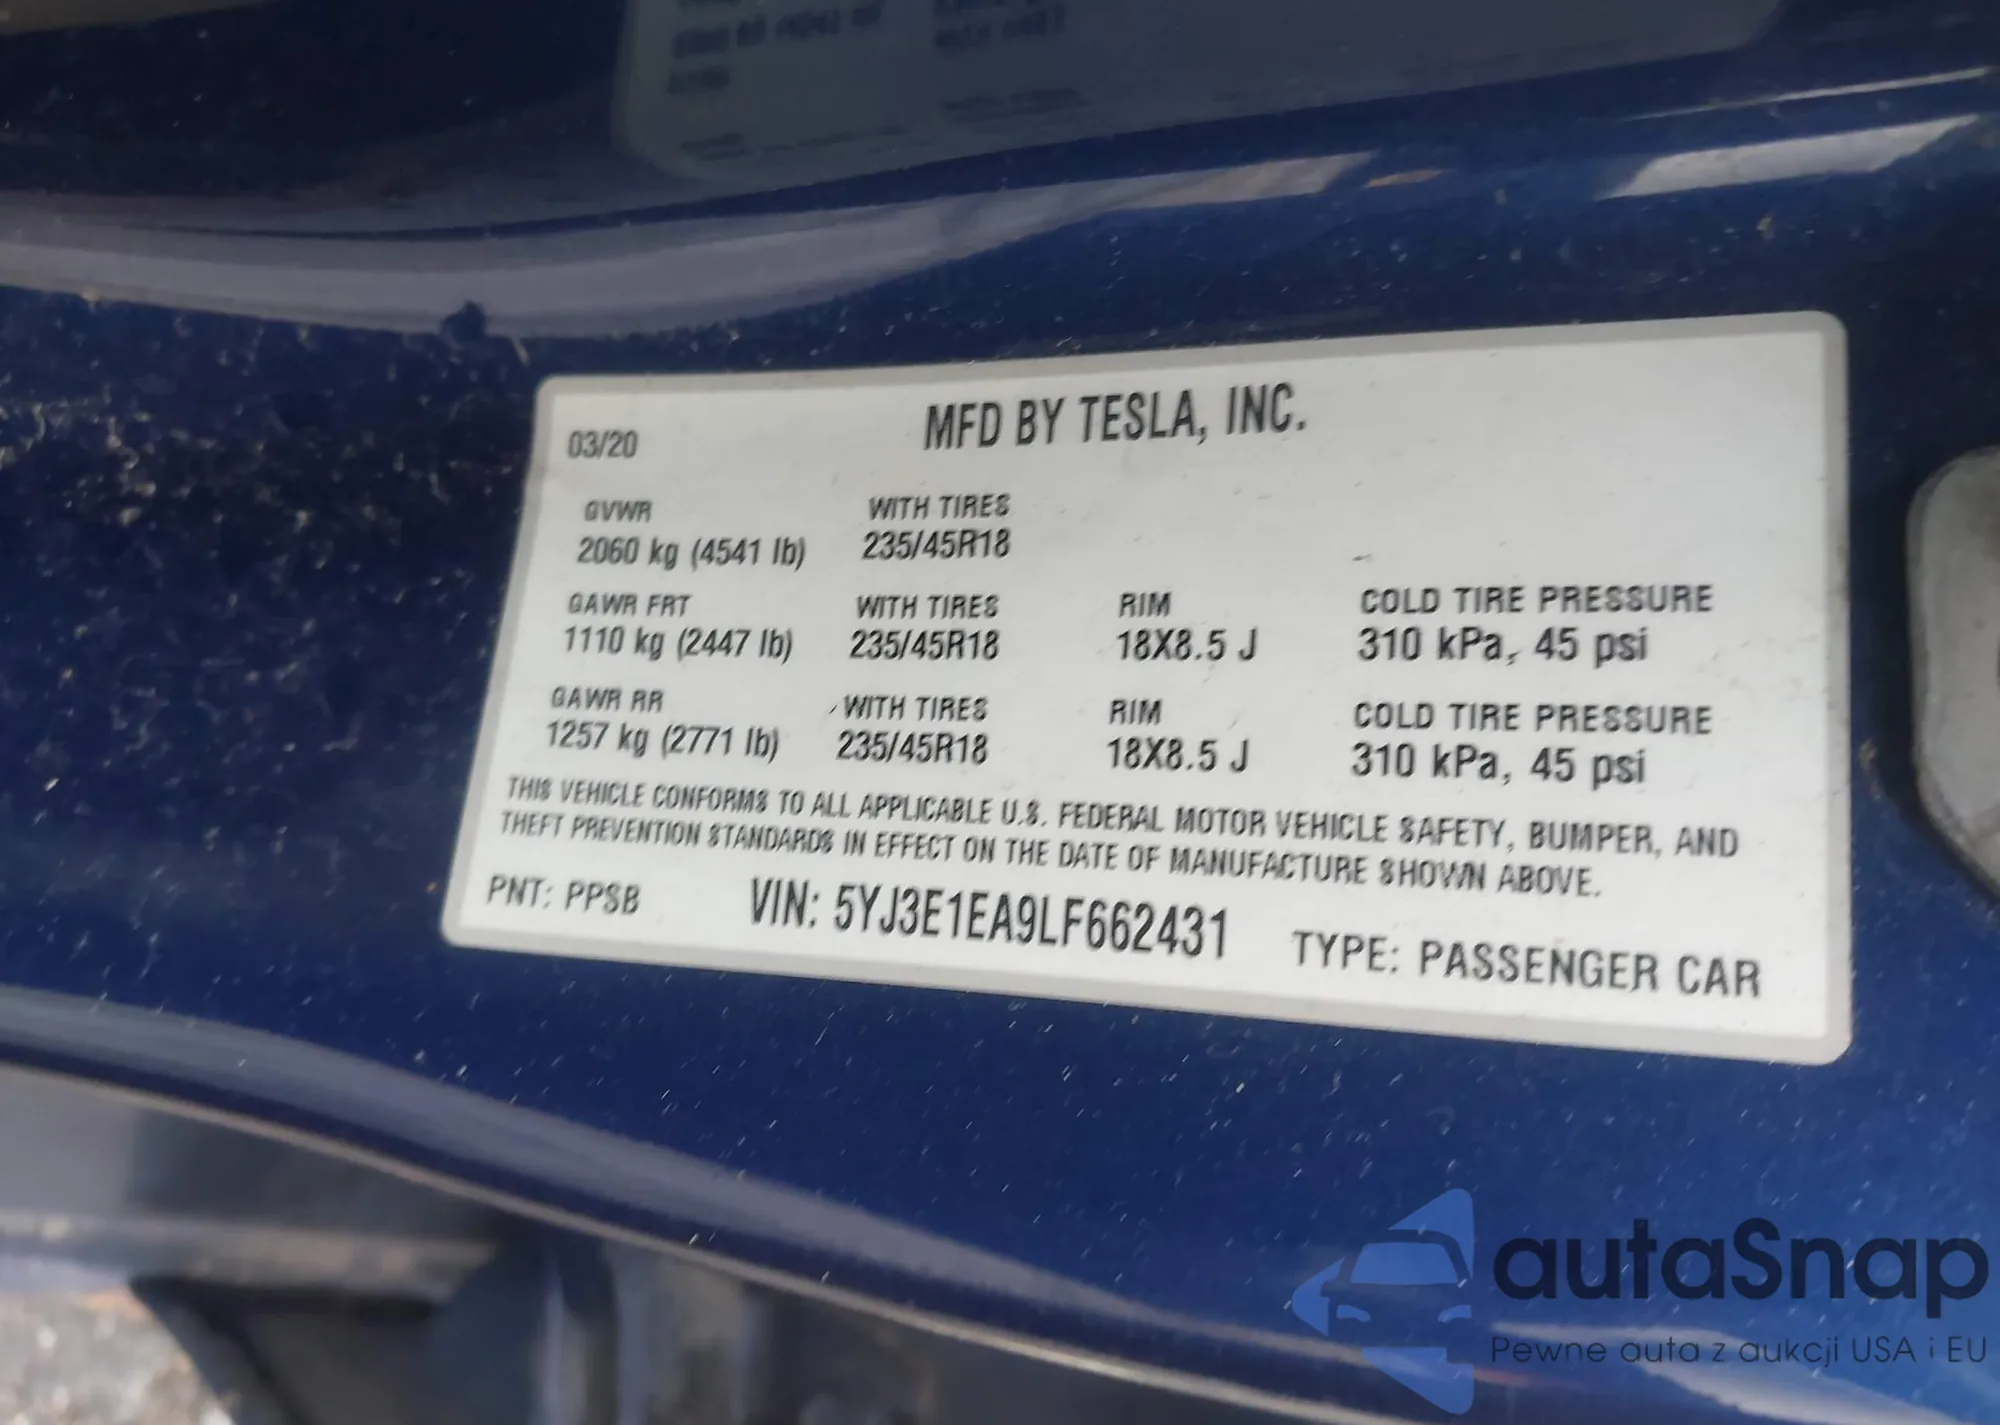 03/20
MFD BY TESLA, INC.
GVWR WITH TIRES
2060 kg (4541 lb) 235/45R18
GAWR FRT WITH TIRES RIM COLD TIRE PRESSURE
1110 kg (2447 lb) 235/45R18 18X8.5 J 310 kPa, 45 psi
GAWR RR WITH TIRES RIM COLD TIRE PRESSURE
1257 kg (2771 lb) 235/45R18 18X8.5 J 310 kPa, 45 psi
THIS VEHICLE CONFORMS TO ALL APPLICABLE U.S. FEDERAL MOTOR VEHICLE SAFETY, BUMPER, AND
THEFT PREVENTION STANDARDS IN EFFECT ON THE DATE OF MANUFACTURE SHOWN ABOVE.
PNT: PPSB VIN: 5YJ3E1EA9LF662431 TYPE: PASSENGER CAR
autaSnap
Pewne auta z aukcji USA i EU